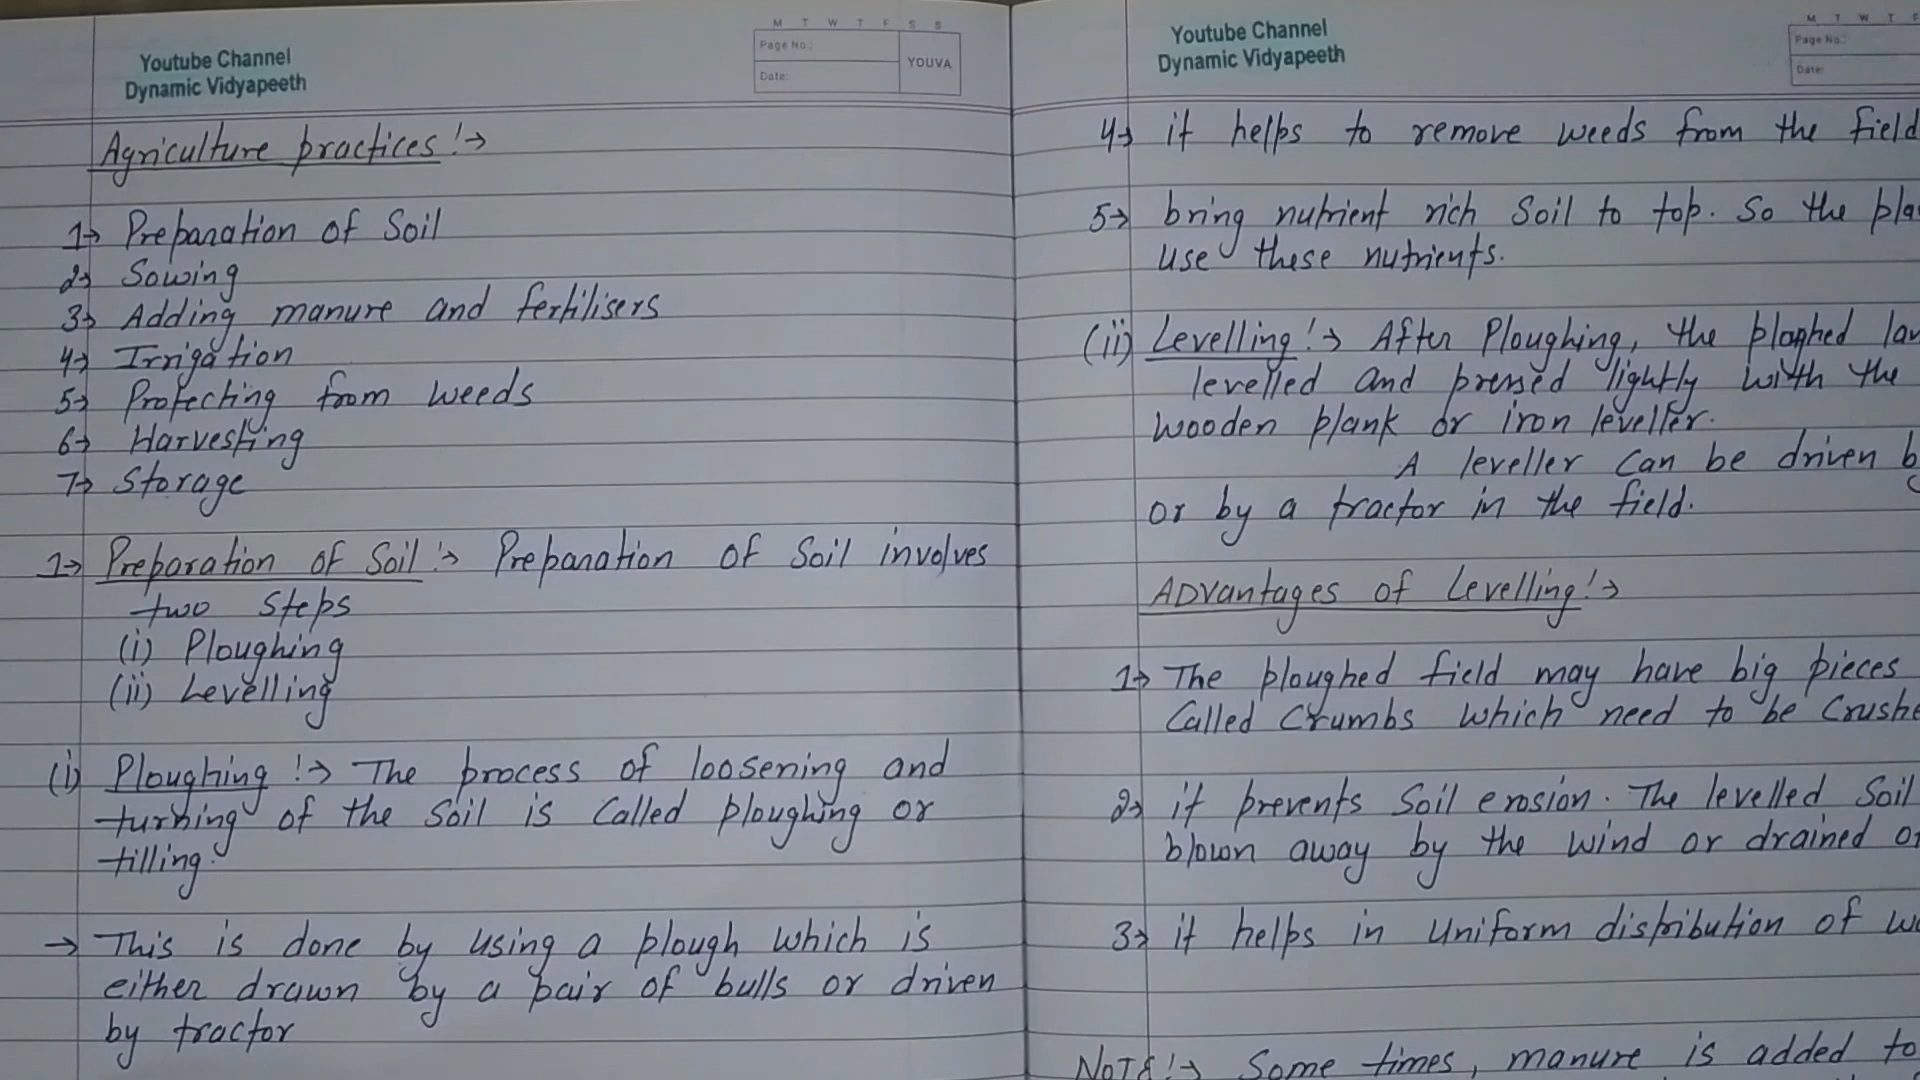 M T W T F S S
Youtube Channel
Dynamic Vidyapeeth
Page No.:
Date:
YOUVA
Agriculture practices :→
1→ Preparation of Soil
2→ Sowing
3→ Adding manure and fertilisers
4→ Irrigation
5→ Protecting from weeds
6→ Harvesting
7→ Storage
1→ Preparation of Soil :→ Preparation of Soil involves
two steps
(i) Ploughing
(ii) Levelling
(i) Ploughing :→ The process of loosening and
turning of the soil is called ploughing or
tilling.
→ This is done by using a plough which is
either drawn by a pair of bulls or driven
by tractor
M T W T F
Youtube Channel
Dynamic Vidyapeeth
Page No.:
Date:
4→ it helps to remove weeds from the field
5→ bring nutrient rich soil to top. So the
use these nutrients.
(ii) Levelling :→ After Ploughing, the ploghed
levelled and pressed lightly with the
wooden plank or iron leveller.
A leveller can be driven
or by a tractor in the field.
ADvantages of Levelling :→
1→ The ploughed field may have big pieces
Called Crumbs which need to be
2→ it prevents soil erosion. The levelled soil
blown away by the wind or drained
3→ it helps in uniform distribution of
NOTE :→ Some times, manure is added to